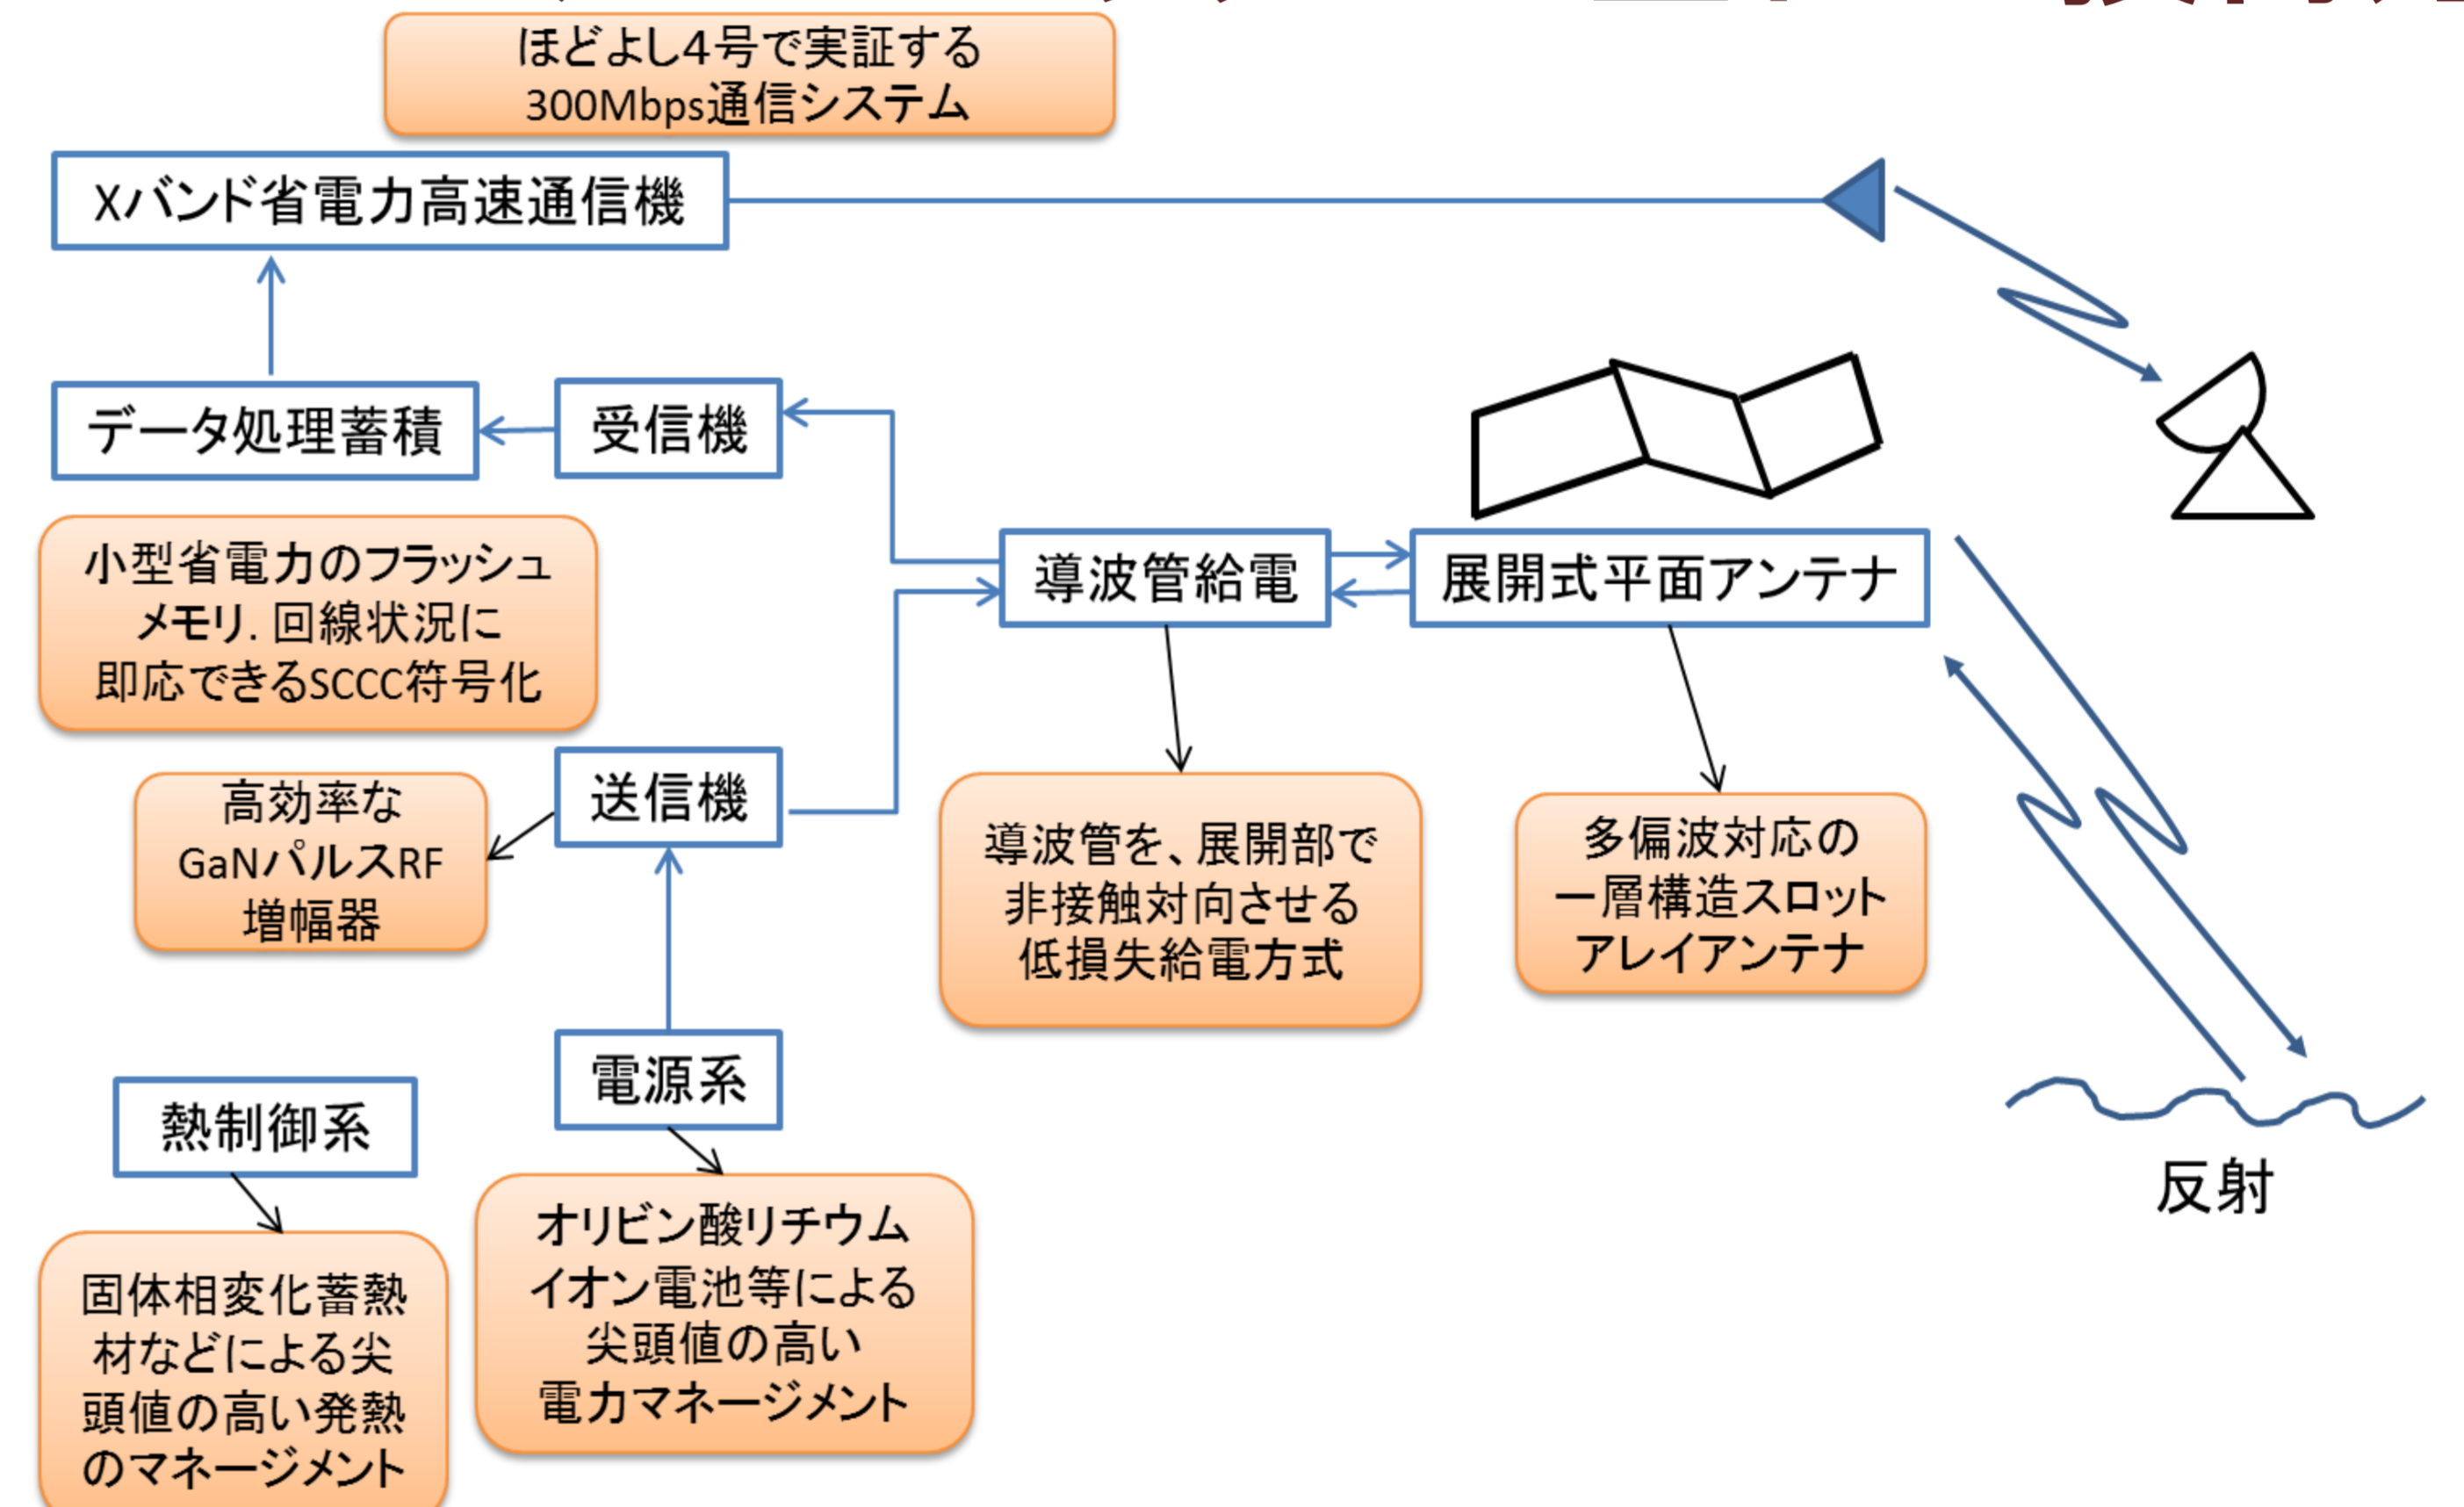 ほどよし4号で実証する
300Mbps通信システム
Xバンド省電力高速通信機
データ処理蓄積
受信機
小型省電力のフラッシュ
メモリ. 回線状況に
即応できるSCCC符号化
導波管給電
展開式平面アンテナ
高効率な
GaNパルスRF
増幅器
送信機
導波管を、展開部で
非接触対向させる
低損失給電方式
多偏波対応の
一層構造スロット
アレイアンテナ
電源系
熱制御系
反射
オリビン酸リチウム
イオン電池等による
尖頭値の高い
電力マネージメント
固体相変化蓄熱
材などによる尖
頭値の高い発熱
のマネージメント